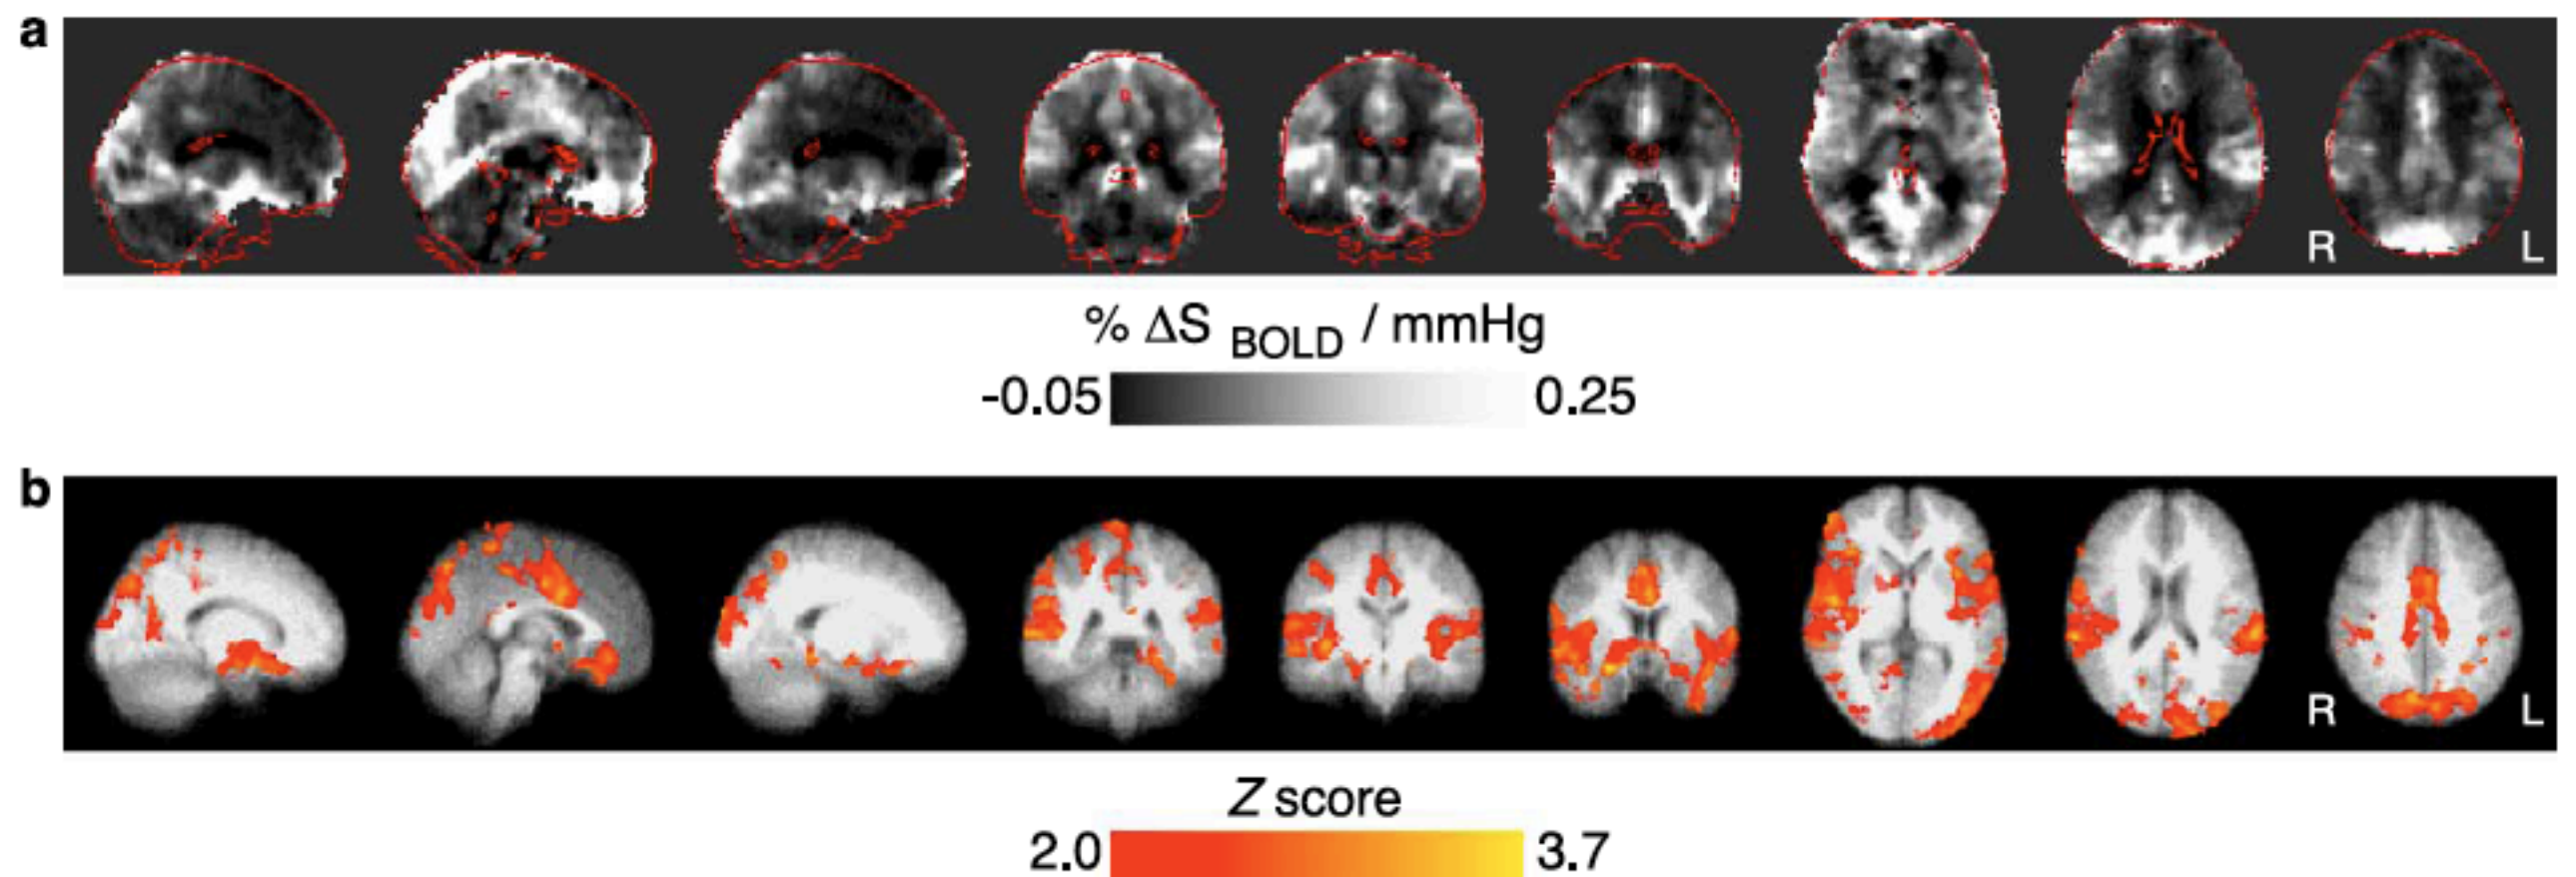 a
R L
% ΔS BOLD / mmHg
-0.05 0.25
b
R L
Z score
2.0 3.7